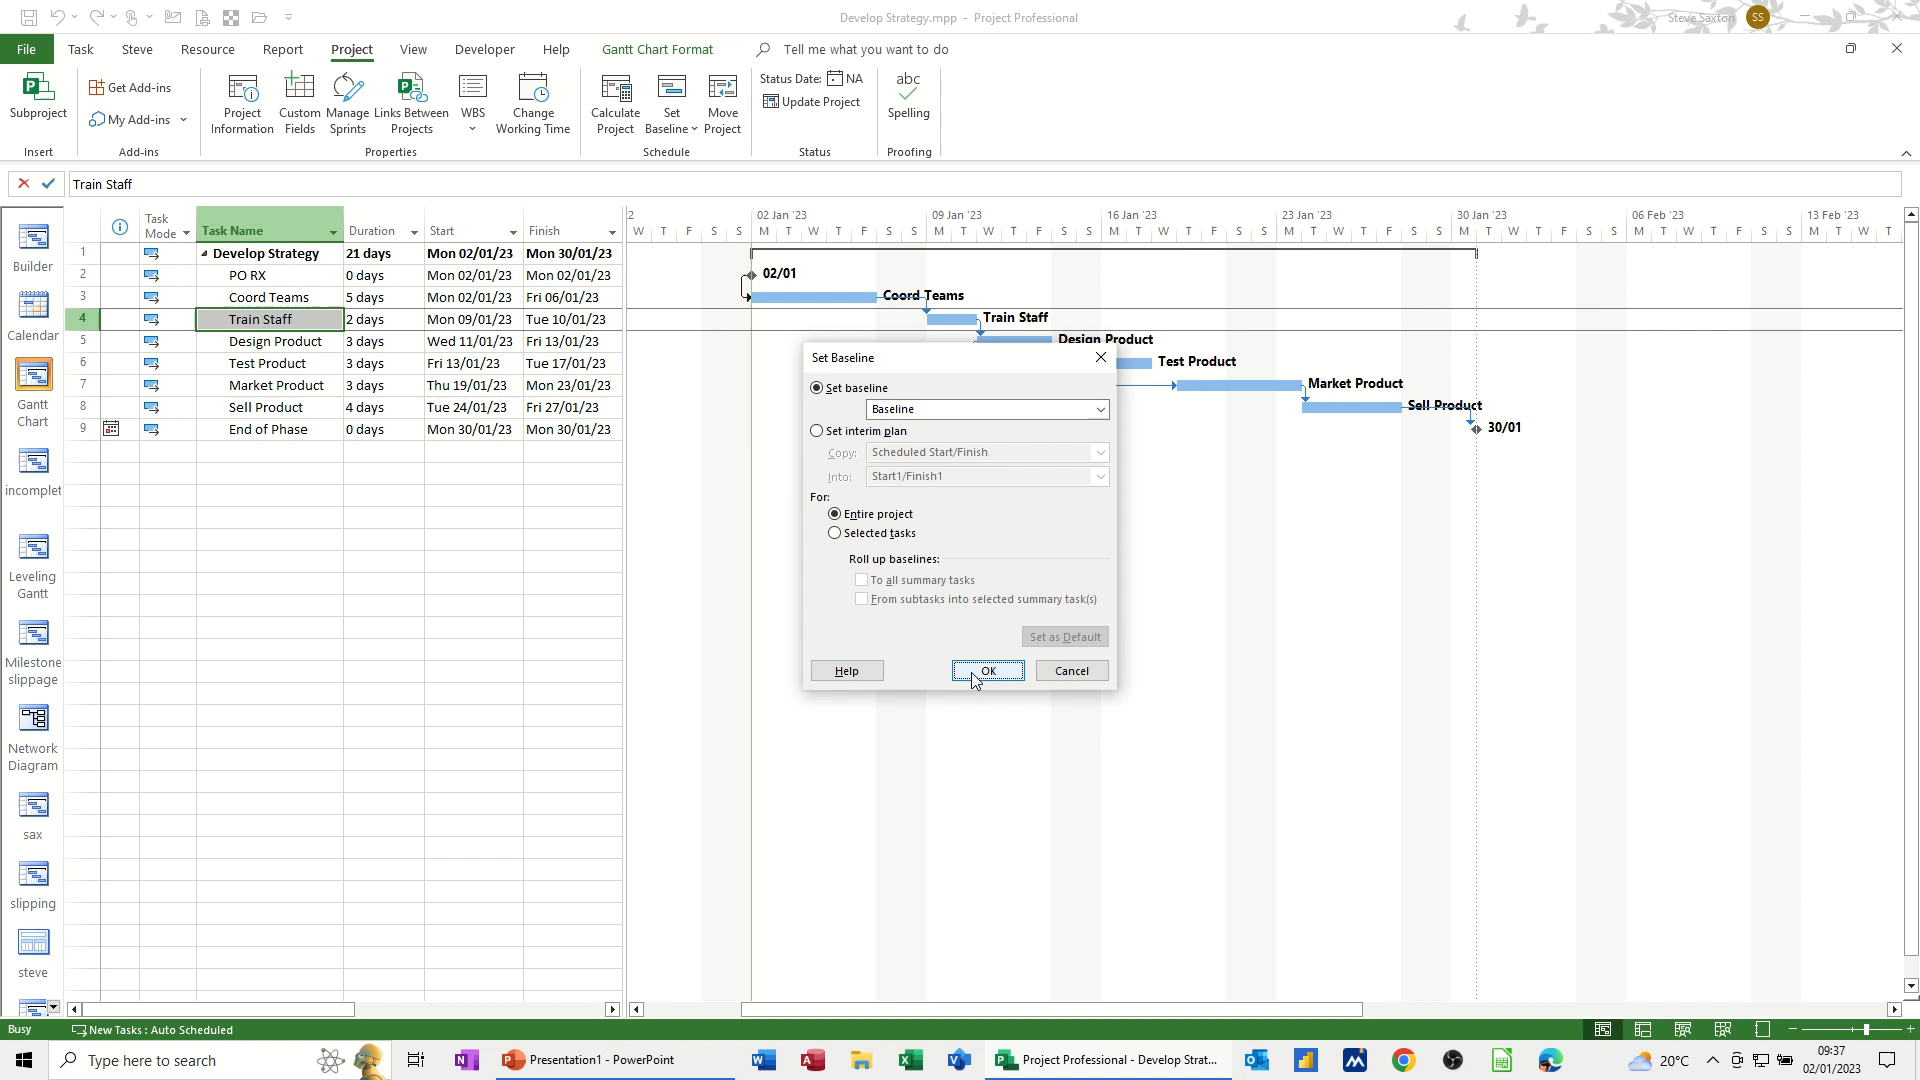 Develop Strategy.mpp - Project Professional
Steve Saxton SS
File Task Steve Resource Report Project View Developer Help Gantt Chart Format Tell me what you want to do
Subproject
Get Add-ins
My Add-ins
Project Information
Custom Fields
Manage Sprints
Links Between Projects
WBS
Change Working Time
Calculate Project
Set Baseline
Move Project
Status Date: NA
Update Project
abc
Spelling
Insert Add-ins Properties Schedule Status Proofing
Train Staff
Task Mode Task Name Duration Start Finish
2 02 Jan '23 09 Jan '23 16 Jan '23 23 Jan '23 30 Jan '23 06 Feb '23 13 Feb '23
W T F S S M T W T F S S M T W T F S S M T W T F S S M T W T F S S M T W T F S S M T W T F S S M T W T
1 Develop Strategy 21 days Mon 02/01/23 Mon 30/01/23
2 PO RX 0 days Mon 02/01/23 Mon 02/01/23 02/01
3 Coord Teams 5 days Mon 02/01/23 Fri 06/01/23 Coord Teams
4 Train Staff 2 days Mon 09/01/23 Tue 10/01/23 Train Staff
5 Design Product 3 days Wed 11/01/23 Fri 13/01/23 Design Product
6 Test Product 3 days Fri 13/01/23 Tue 17/01/23 Test Product
7 Market Product 3 days Thu 19/01/23 Mon 23/01/23 Market Product
8 Sell Product 4 days Tue 24/01/23 Fri 27/01/23 Sell Product
9 End of Phase 0 days Mon 30/01/23 Mon 30/01/23 30/01
Builder
Calendar
Gantt Chart
incomplet
Leveling Gantt
Milestone slippage
Network Diagram
sax
slipping
steve
Set Baseline
Set baseline
Baseline
Set interim plan
Copy: Scheduled Start/Finish
Into: Start1/Finish1
For:
Entire project
Selected tasks
Roll up baselines:
To all summary tasks
From subtasks into selected summary task(s)
Set as Default
Help OK Cancel
Busy New Tasks : Auto Scheduled
Type here to search
Presentation1 - PowerPoint
Project Professional - Develop Strat...
20°C
09:37
02/01/2023